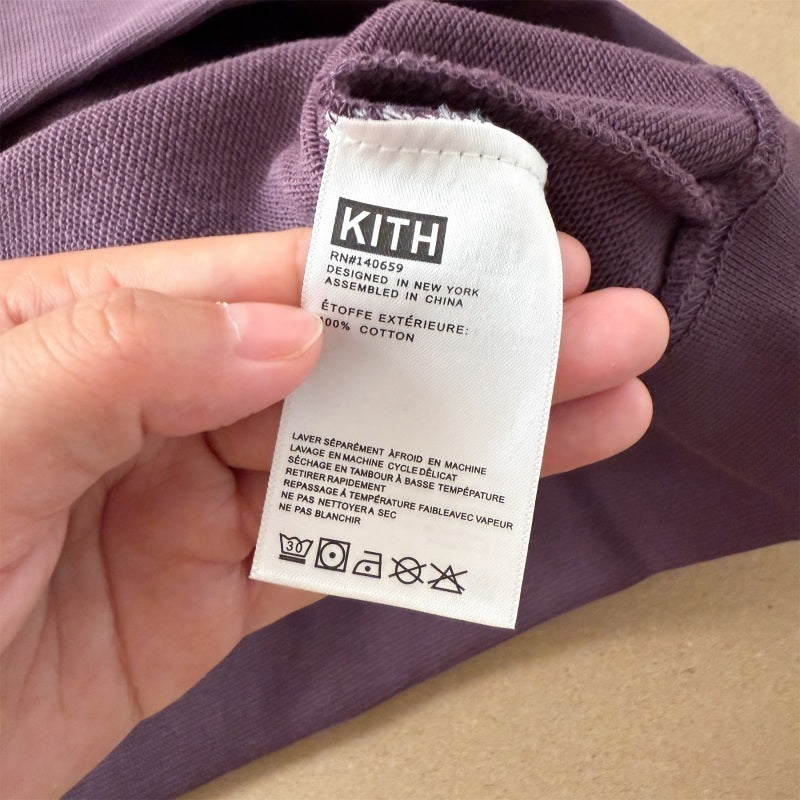 KITH
RN#140659
DESIGNED IN NEW YORK
ASSEMBLED IN CHINA
ÉTOFFE EXTÉRIEURE:
100% COTTON
LAVER SÉPARÉMENT ÀFROID EN MACHINE
LAVAGE EN MACHINE CYCLE DÉLICAT
SÉCHAGE EN TAMBOUR À BASSE TEMPÉPATURE
RETIRER RAPIDEMENT
REPASSAGE À TEMPÉRATURE FAIBLEAVEC VAPEUR
NE PAS NETTOYER A SEC
NE PAS BLANCHIR
30